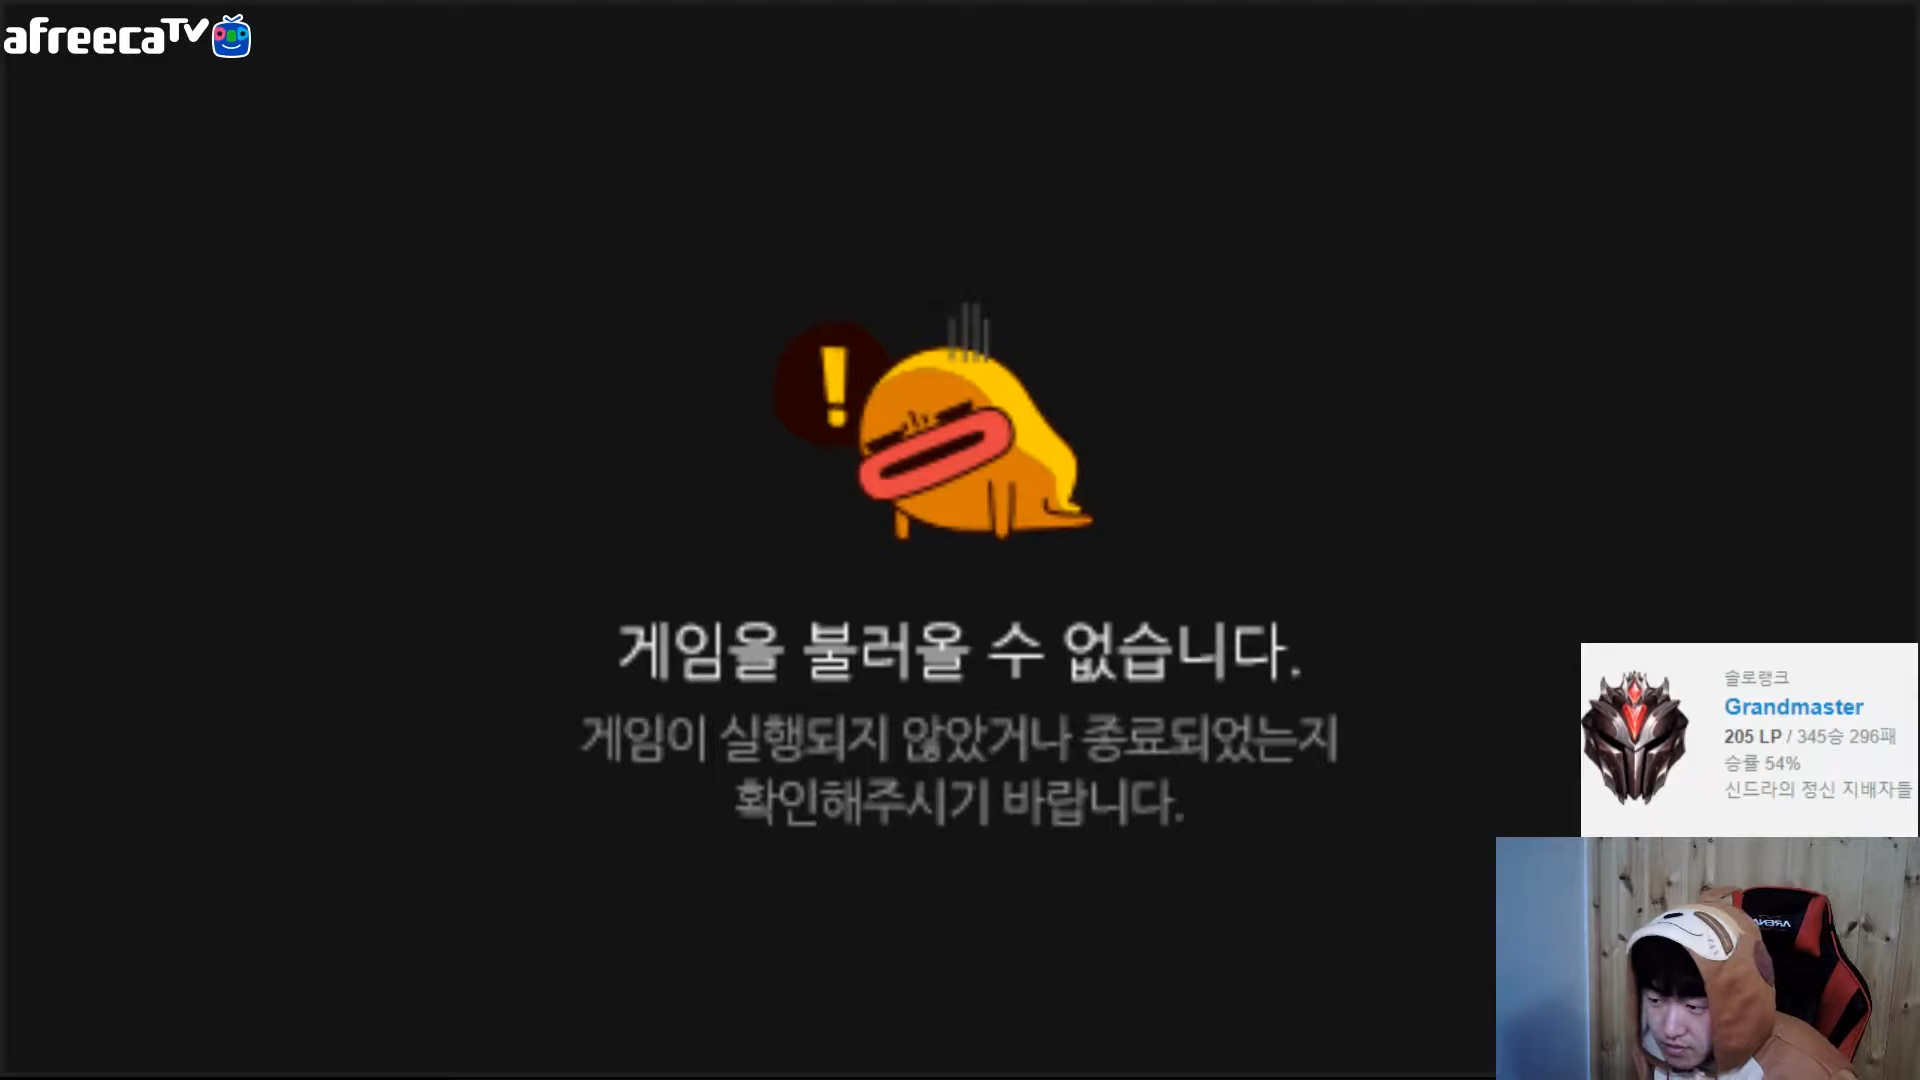 afreecaTV
!
게임을 불러올 수 없습니다.
게임이 실행되지 않았거나 종료되었는지
확인해주시기 바랍니다.
솔로랭크
Grandmaster
205 LP / 345승 296패
승률 54%
신드라의 정신 지배자들
ARENA